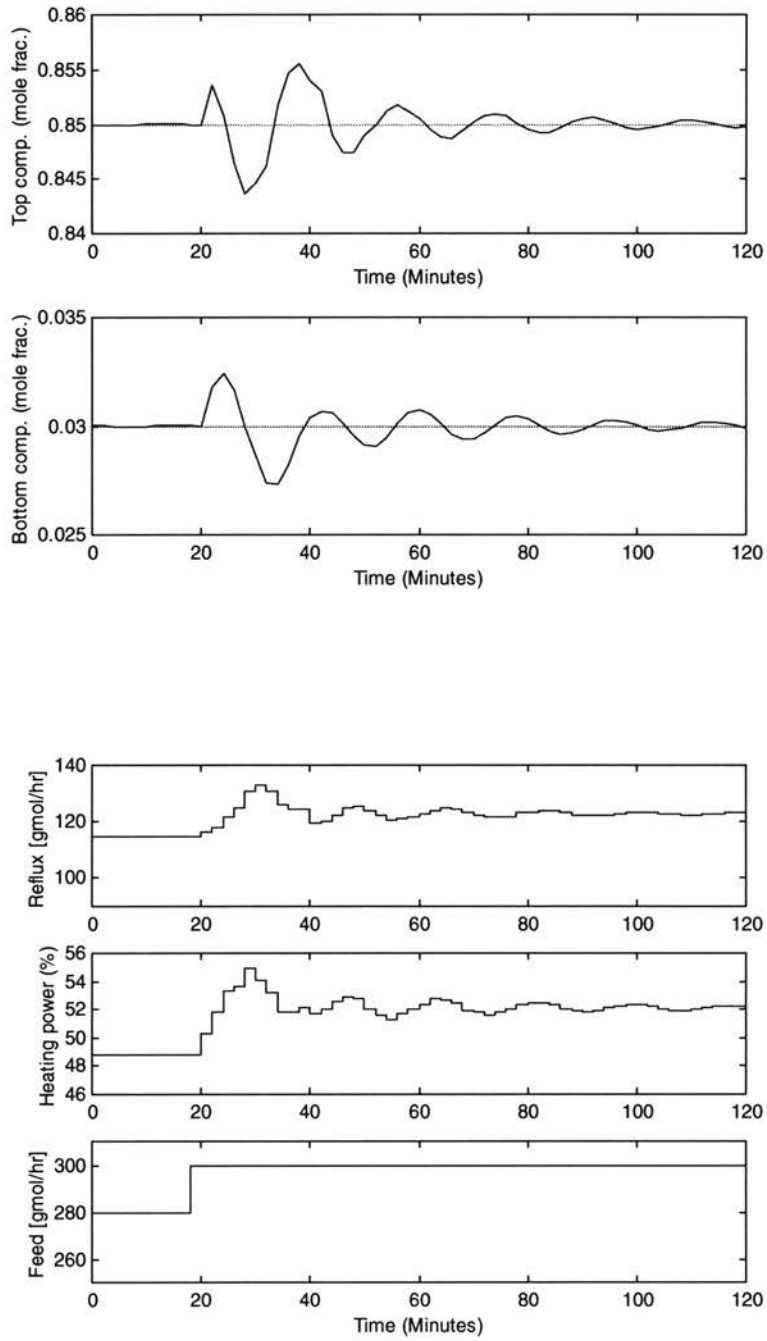 Top comp. (mole frac.)
0.86
0.855
0.85
0.845
0.84
0 20 40 60 80 100 120
Time (Minutes)
Bottom comp. (mole frac.)
0.035
0.03
0.025
0 20 40 60 80 100 120
Time (Minutes)
Reflux [gmol/hr]
140
120
100
0 20 40 60 80 100 120
Heating power (%)
56
54
52
50
48
46
0 20 40 60 80 100 120
Feed [gmol/hr]
300
280
260
0 20 40 60 80 100 120
Time (Minutes)